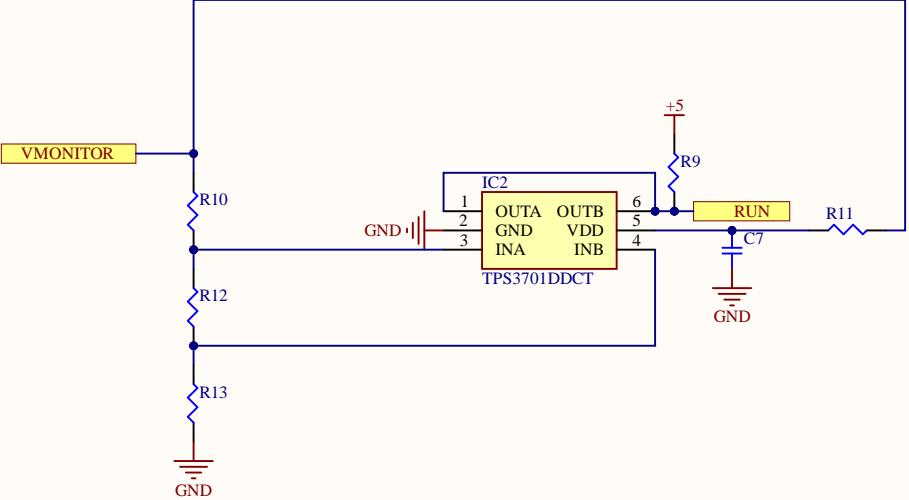 +5
VMONITOR
R9
IC2
R10
1
OUTA
OUTB
6
RUN
R11
GND
2
GND
VDD
5
C7
3
INA
INB
4
TPS3701DDCT
R12
GND
R13
GND